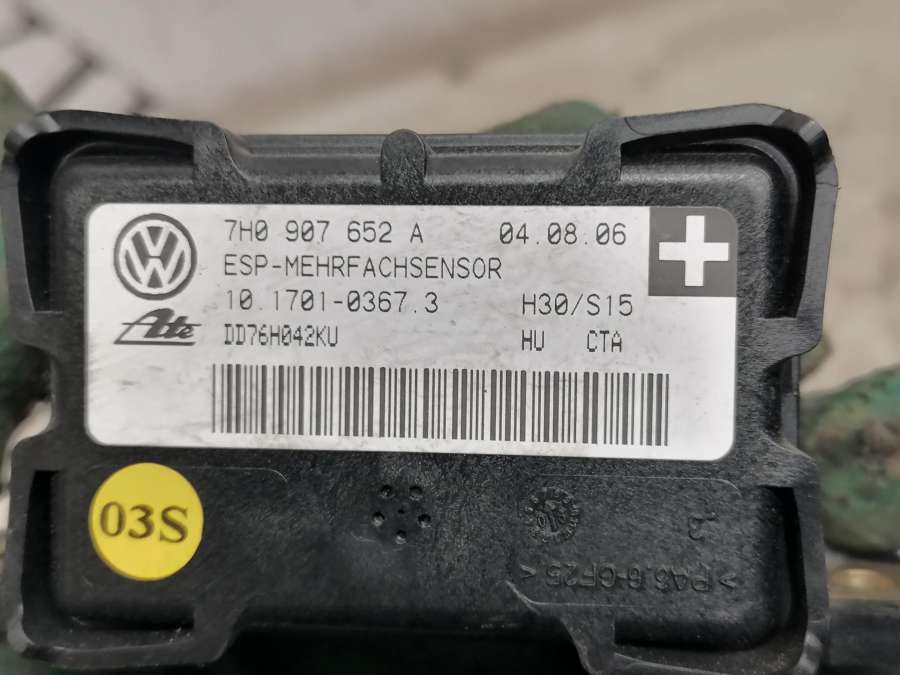 7H0 907 652 A 04.08.06
ESP-MEHRFACHSENSOR
10.1701-0367.3 H30/S15
Ate DD76H042KU HU CTA
03S